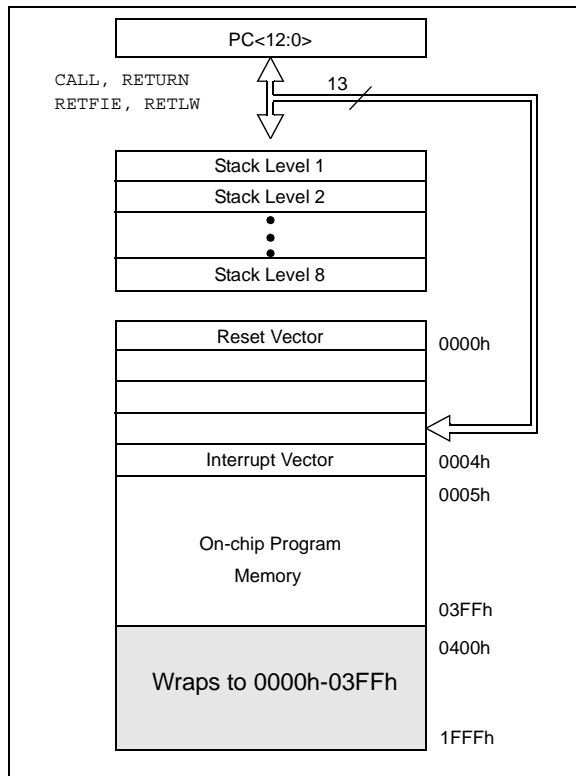 PC<12:0>
CALL, RETURN
RETFIE, RETLW
13
Stack Level 1
Stack Level 2
Stack Level 8
Reset Vector
0000h
Interrupt Vector
0004h
0005h
On-chip Program
Memory
03FFh
0400h
Wraps to 0000h-03FFh
1FFFh